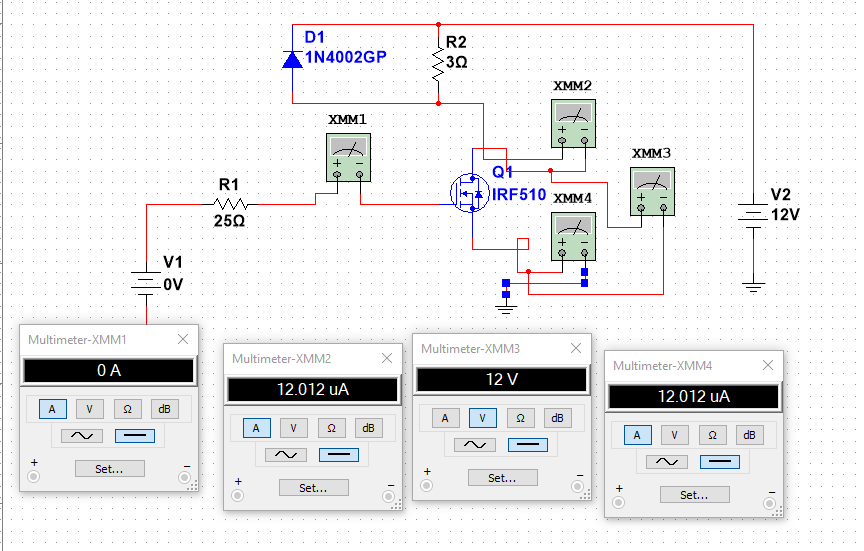 D1
1N4002GP
R2
3Ω
XMM2
+ -
XMM1
+ -
XMM3
+ -
Q1
IRF510
R1
25Ω
XMM4
+ -
V2
12V
V1
0V
Multimeter-XMM1
0 A
A V Ω dB
Set...
+ -
Multimeter-XMM2
12.012 uA
A V Ω dB
Set...
+ -
Multimeter-XMM3
12 V
A V Ω dB
Set...
+ -
Multimeter-XMM4
12.012 uA
A V Ω dB
Set...
+ -